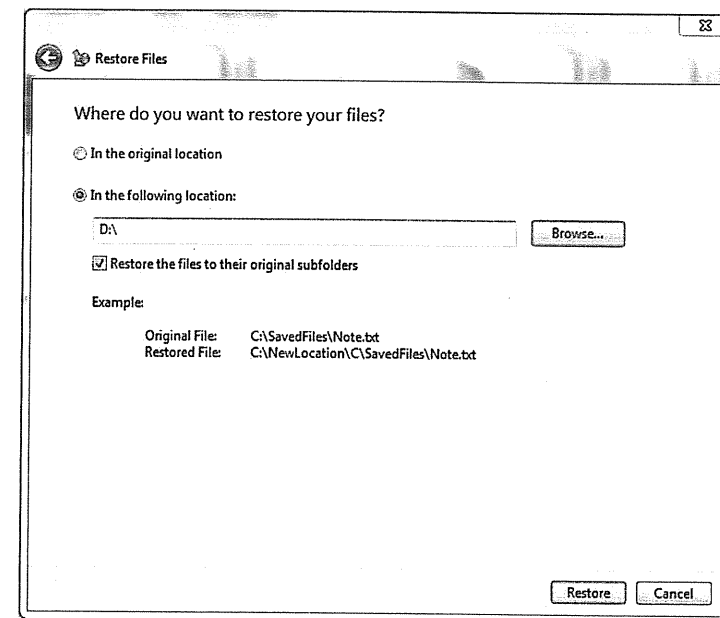 Restore Files
Where do you want to restore your files?
In the original location
In the following location:
D:\
Browse...
Restore the files to their original subfolders
Example:
Original File: C:\SavedFiles\Note.txt
Restored File: C:\NewLocation\C\SavedFiles\Note.txt
Restore Cancel